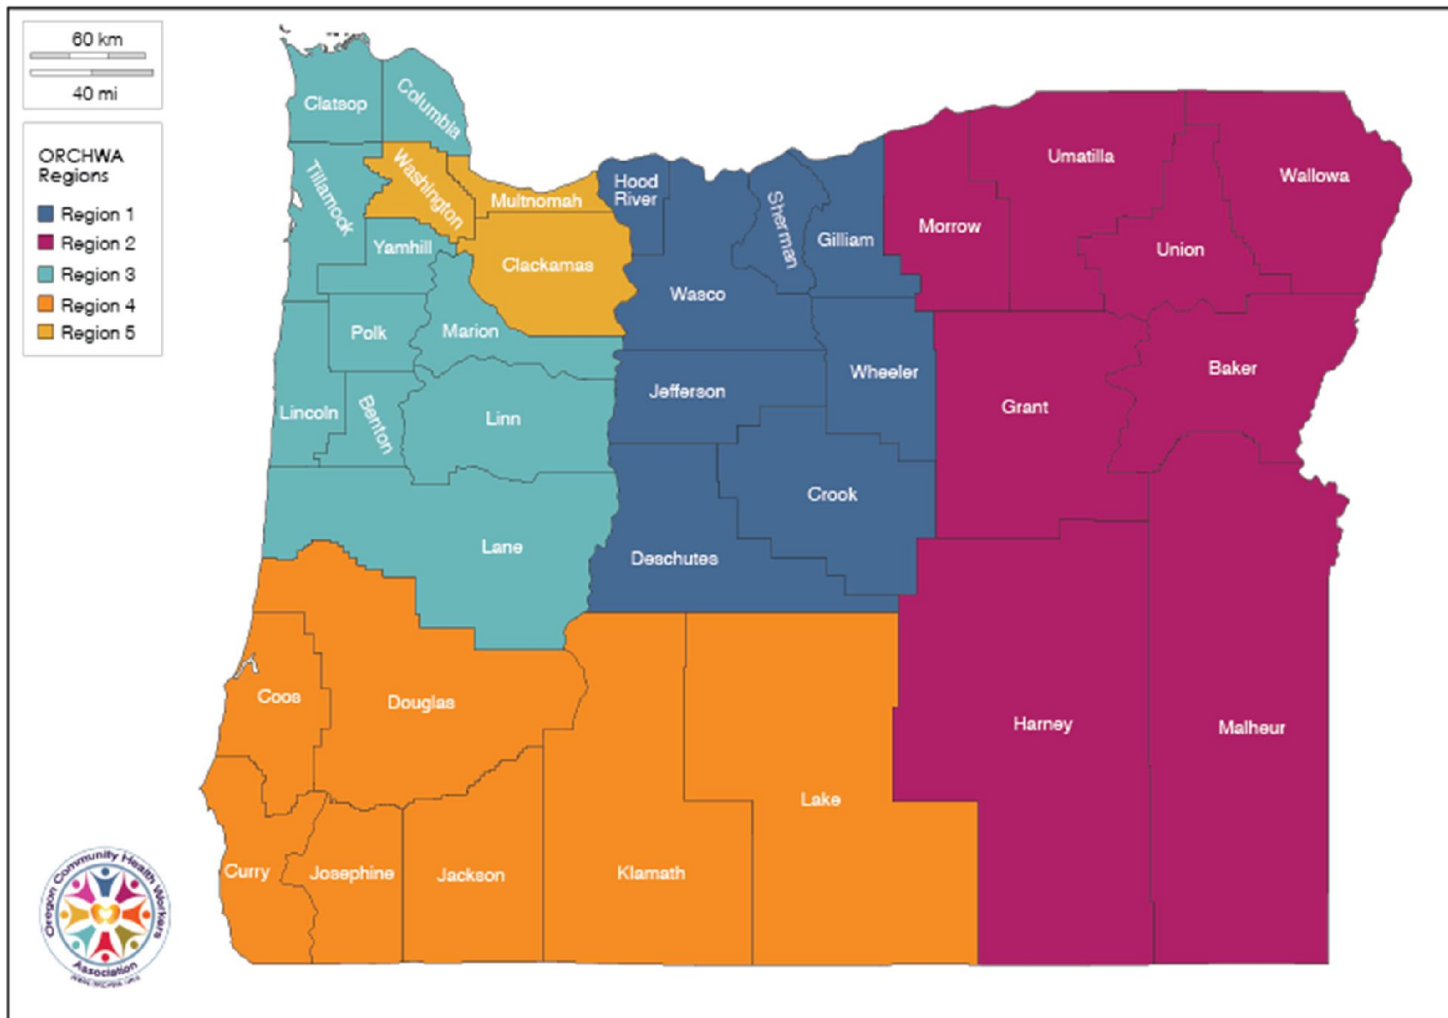 60 km
40 mi
ORCHWA
Regions
Region 1
Region 2
Region 3
Region 4
Region 5
Clatsop
Columbia
Tillamook
Washington
Multnomah
Yamhill
Clackamas
Polk
Marion
Lincoln
Benton
Linn
Lane
Hood
River
Sherman
Gilliam
Wasco
Jefferson
Wheeler
Crook
Deschutes
Morrow
Umatilla
Wallowa
Union
Baker
Grant
Harney
Malheur
Coos
Douglas
Curry
Josephine
Jackson
Klamath
Lake
Oregon Community Health Workers
Association
www.orchwa.org